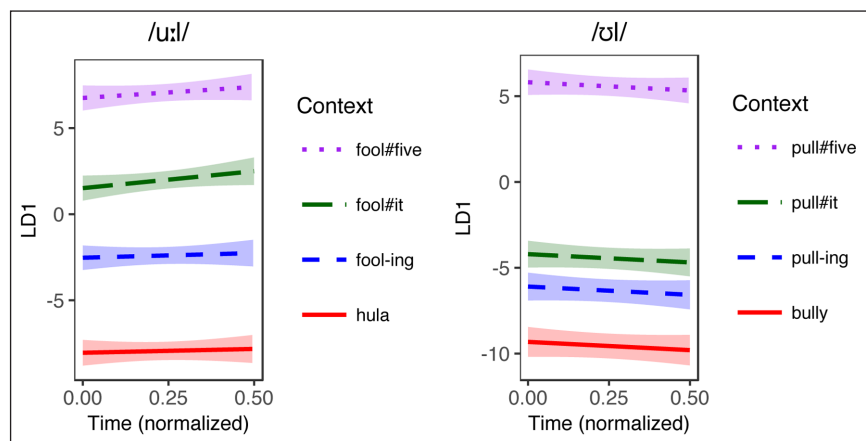 /uːl/
5
0
-5
LD1
0.00 0.25 0.50
Time (normalized)
Context
fool#five
fool#it
fool-ing
hula
/ʊl/
5
0
-5
-10
LD1
0.00 0.25 0.50
Time (normalized)
Context
pull#five
pull#it
pull-ing
bully